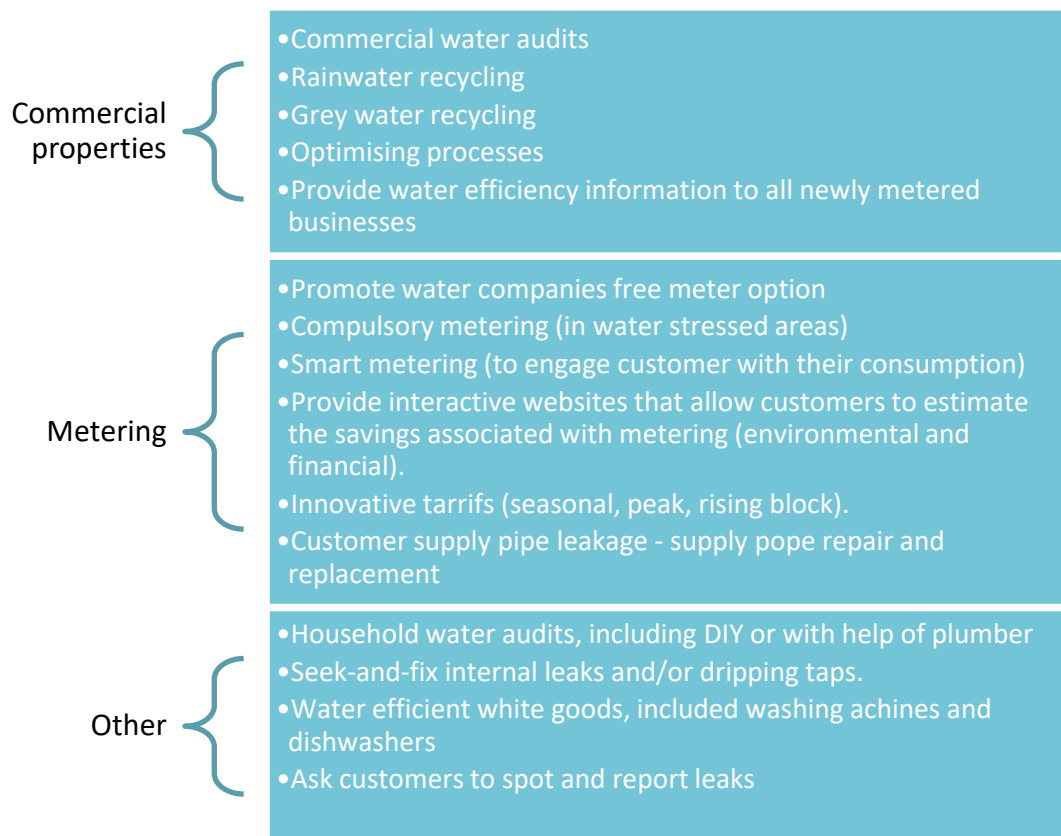 Commercial
properties
•Commercial water audits
•Rainwater recycling
•Grey water recycling
•Optimising processes
•Provide water efficiency information to all newly metered
businesses
Metering
•Promote water companies free meter option
•Compulsory metering (in water stressed areas)
•Smart metering (to engage customer with their consumption)
•Provide interactive websites that allow customers to estimate
the savings associated with metering (environmental and
financial).
•Innovative tarrifs (seasonal, peak, rising block).
•Customer supply pipe leakage - supply pope repair and
replacement
Other
•Household water audits, including DIY or with help of plumber
•Seek-and-fix internal leaks and/or dripping taps.
•Water efficient white goods, included washing achines and
dishwashers
•Ask customers to spot and report leaks